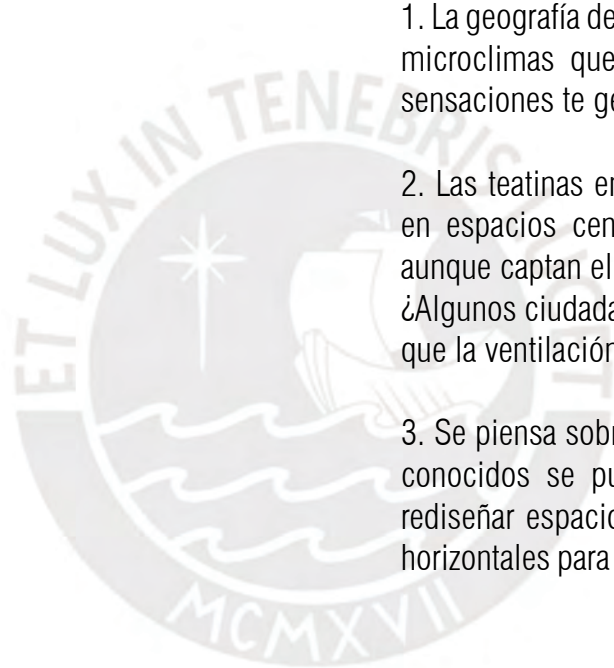 1. La geografía de
microclimas que
sensaciones te ge
2. Las teatinas en
en espacios cen
aunque captan el
¿Algunos ciudada
que la ventilación
3. Se piensa sobr
conocidos se pu
rediseñar espacio
horizontales para
ET LUX IN TENEBRIS LUCET
MCMXVII